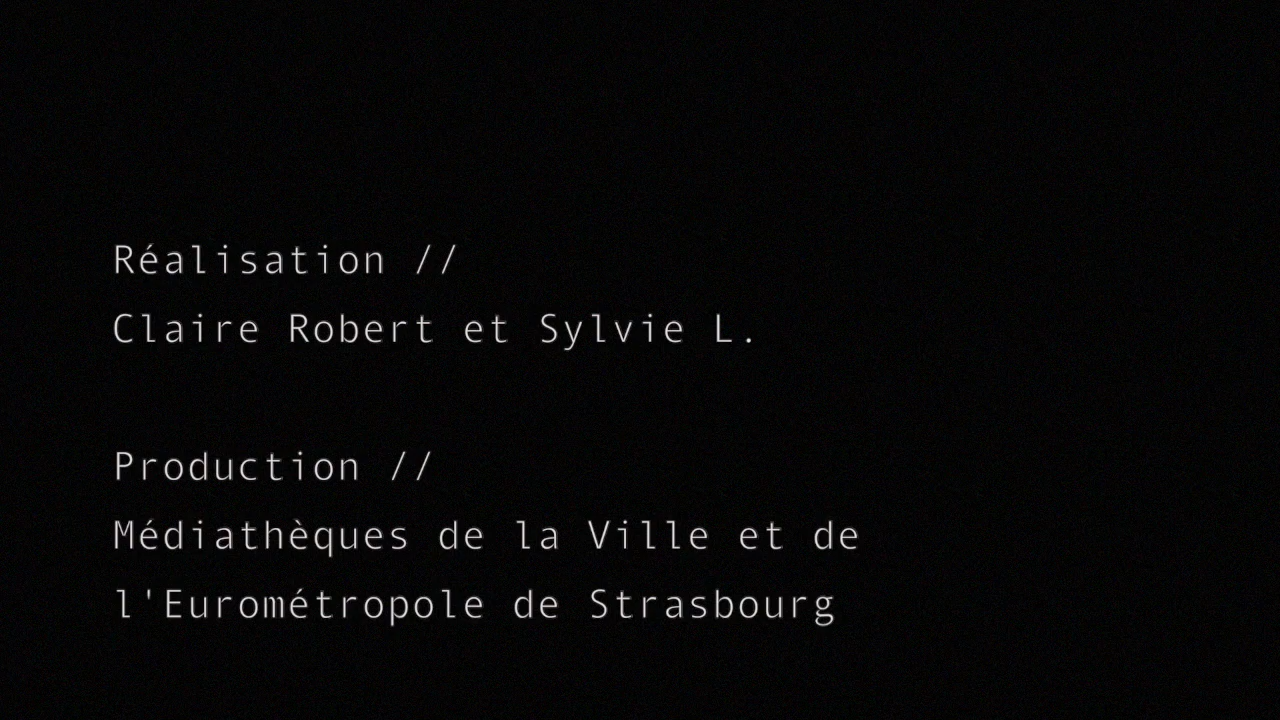 Réalisation //
Claire Robert et Sylvie L.
Production //
Médiathèques de la Ville et de
l'Eurométropole de Strasbourg